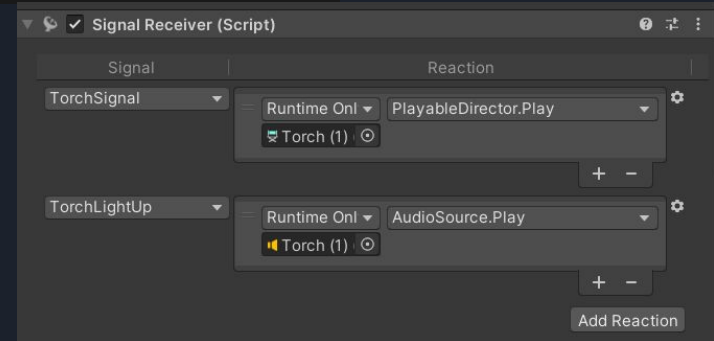 Signal Receiver (Script)
Signal Reaction
TorchSignal
Runtime Onl PlayableDirector.Play
Torch (1)
+ −
TorchLightUp
Runtime Onl AudioSource.Play
Torch (1)
+ −
Add Reaction